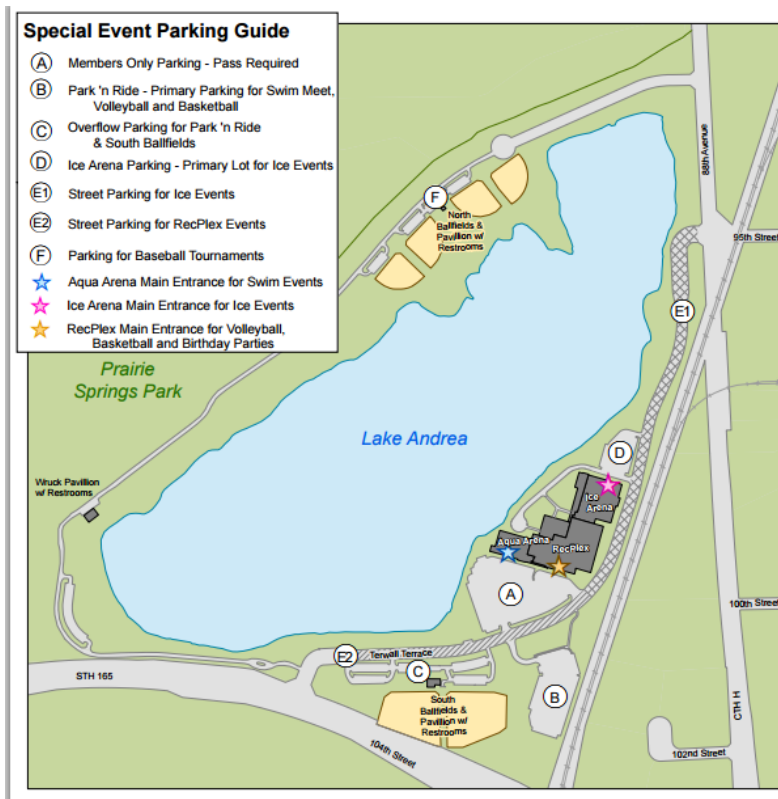 Special Event Parking Guide
A Members Only Parking - Pass Required
B Park 'n Ride - Primary Parking for Swim Meet,
Volleyball and Basketball
C Overflow Parking for Park 'n Ride
& South Ballfields
D Ice Arena Parking - Primary Lot for Ice Events
E1 Street Parking for Ice Events
E2 Street Parking for RecPlex Events
F Parking for Baseball Tournaments
Aqua Arena Main Entrance for Swim Events
Ice Arena Main Entrance for Ice Events
RecPlex Main Entrance for Volleyball,
Basketball and Birthday Parties
88th Avenue
F
North
Ballfields &
Pavilion w/
Restrooms
95th Street
E1
Prairie
Springs Park
Lake Andrea
D
Wruck Pavillion
w/ Restrooms
Ice
Arena
Aqua Arena
RecPlex
A
100th Street
E2
Terwall Terrace
C
STH 165
B
South
Ballfields &
Pavilion w/
Restrooms
CTH H
104th Street
102nd Street